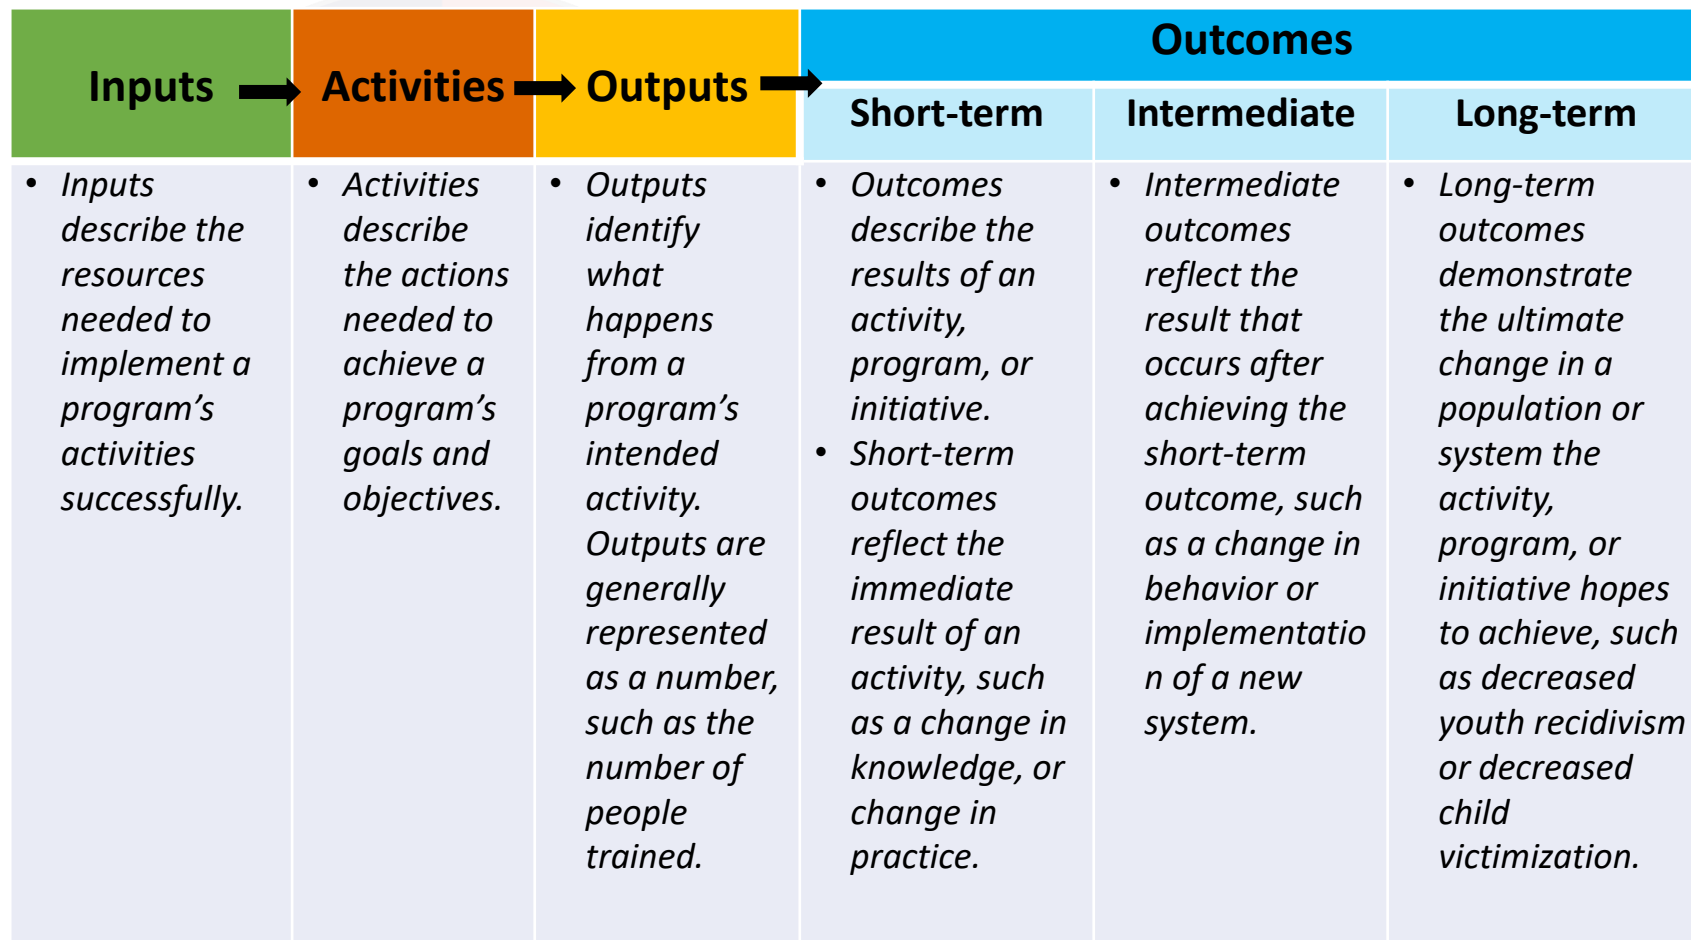 Inputs
Activities
Outputs
Outcomes
Short-term
Intermediate
Long-term
• Inputs
describe the
resources
needed to
implement a
program’s
activities
successfully.
• Activities
describe
the actions
needed to
achieve a
program’s
goals and
objectives.
• Outputs
identify
what
happens
from a
program’s
intended
activity.
Outputs are
generally
represented
as a number,
such as the
number of
people
trained.
• Outcomes
describe the
results of an
activity,
program, or
initiative.
• Short-term
outcomes
reflect the
immediate
result of an
activity, such
as a change in
knowledge, or
change in
practice.
• Intermediate
outcomes
reflect the
result that
occurs after
achieving the
short-term
outcome, such
as a change in
behavior or
implementatio
n of a new
system.
• Long-term
outcomes
demonstrate
the ultimate
change in a
population or
system the
activity,
program, or
initiative hopes
to achieve, such
as decreased
youth recidivism
or decreased
child
victimization.